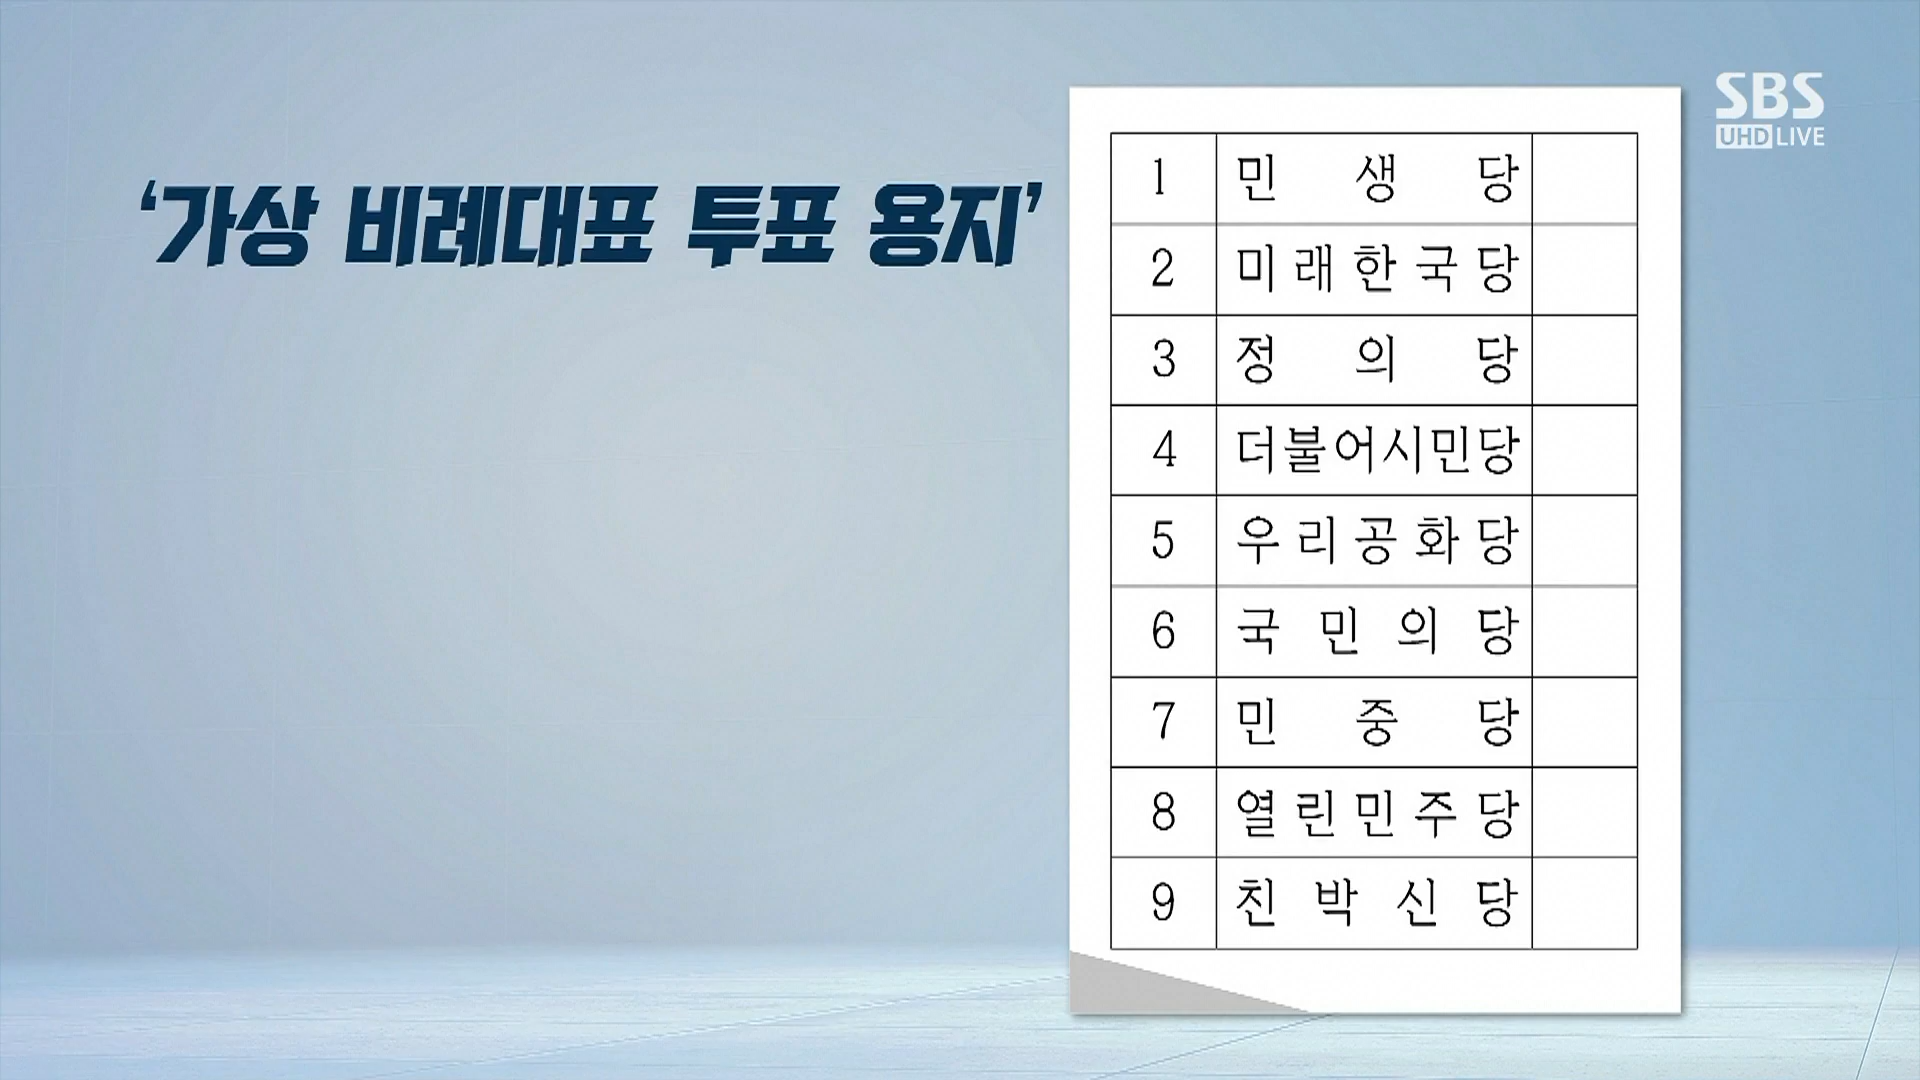 ‘가상 비례대표 투표 용지’
SBS
UHD LIVE
1 민생당
2 미래한국당
3 정의당
4 더불어시민당
5 우리공화당
6 국민의당
7 민중당
8 열린민주당
9 친박신당